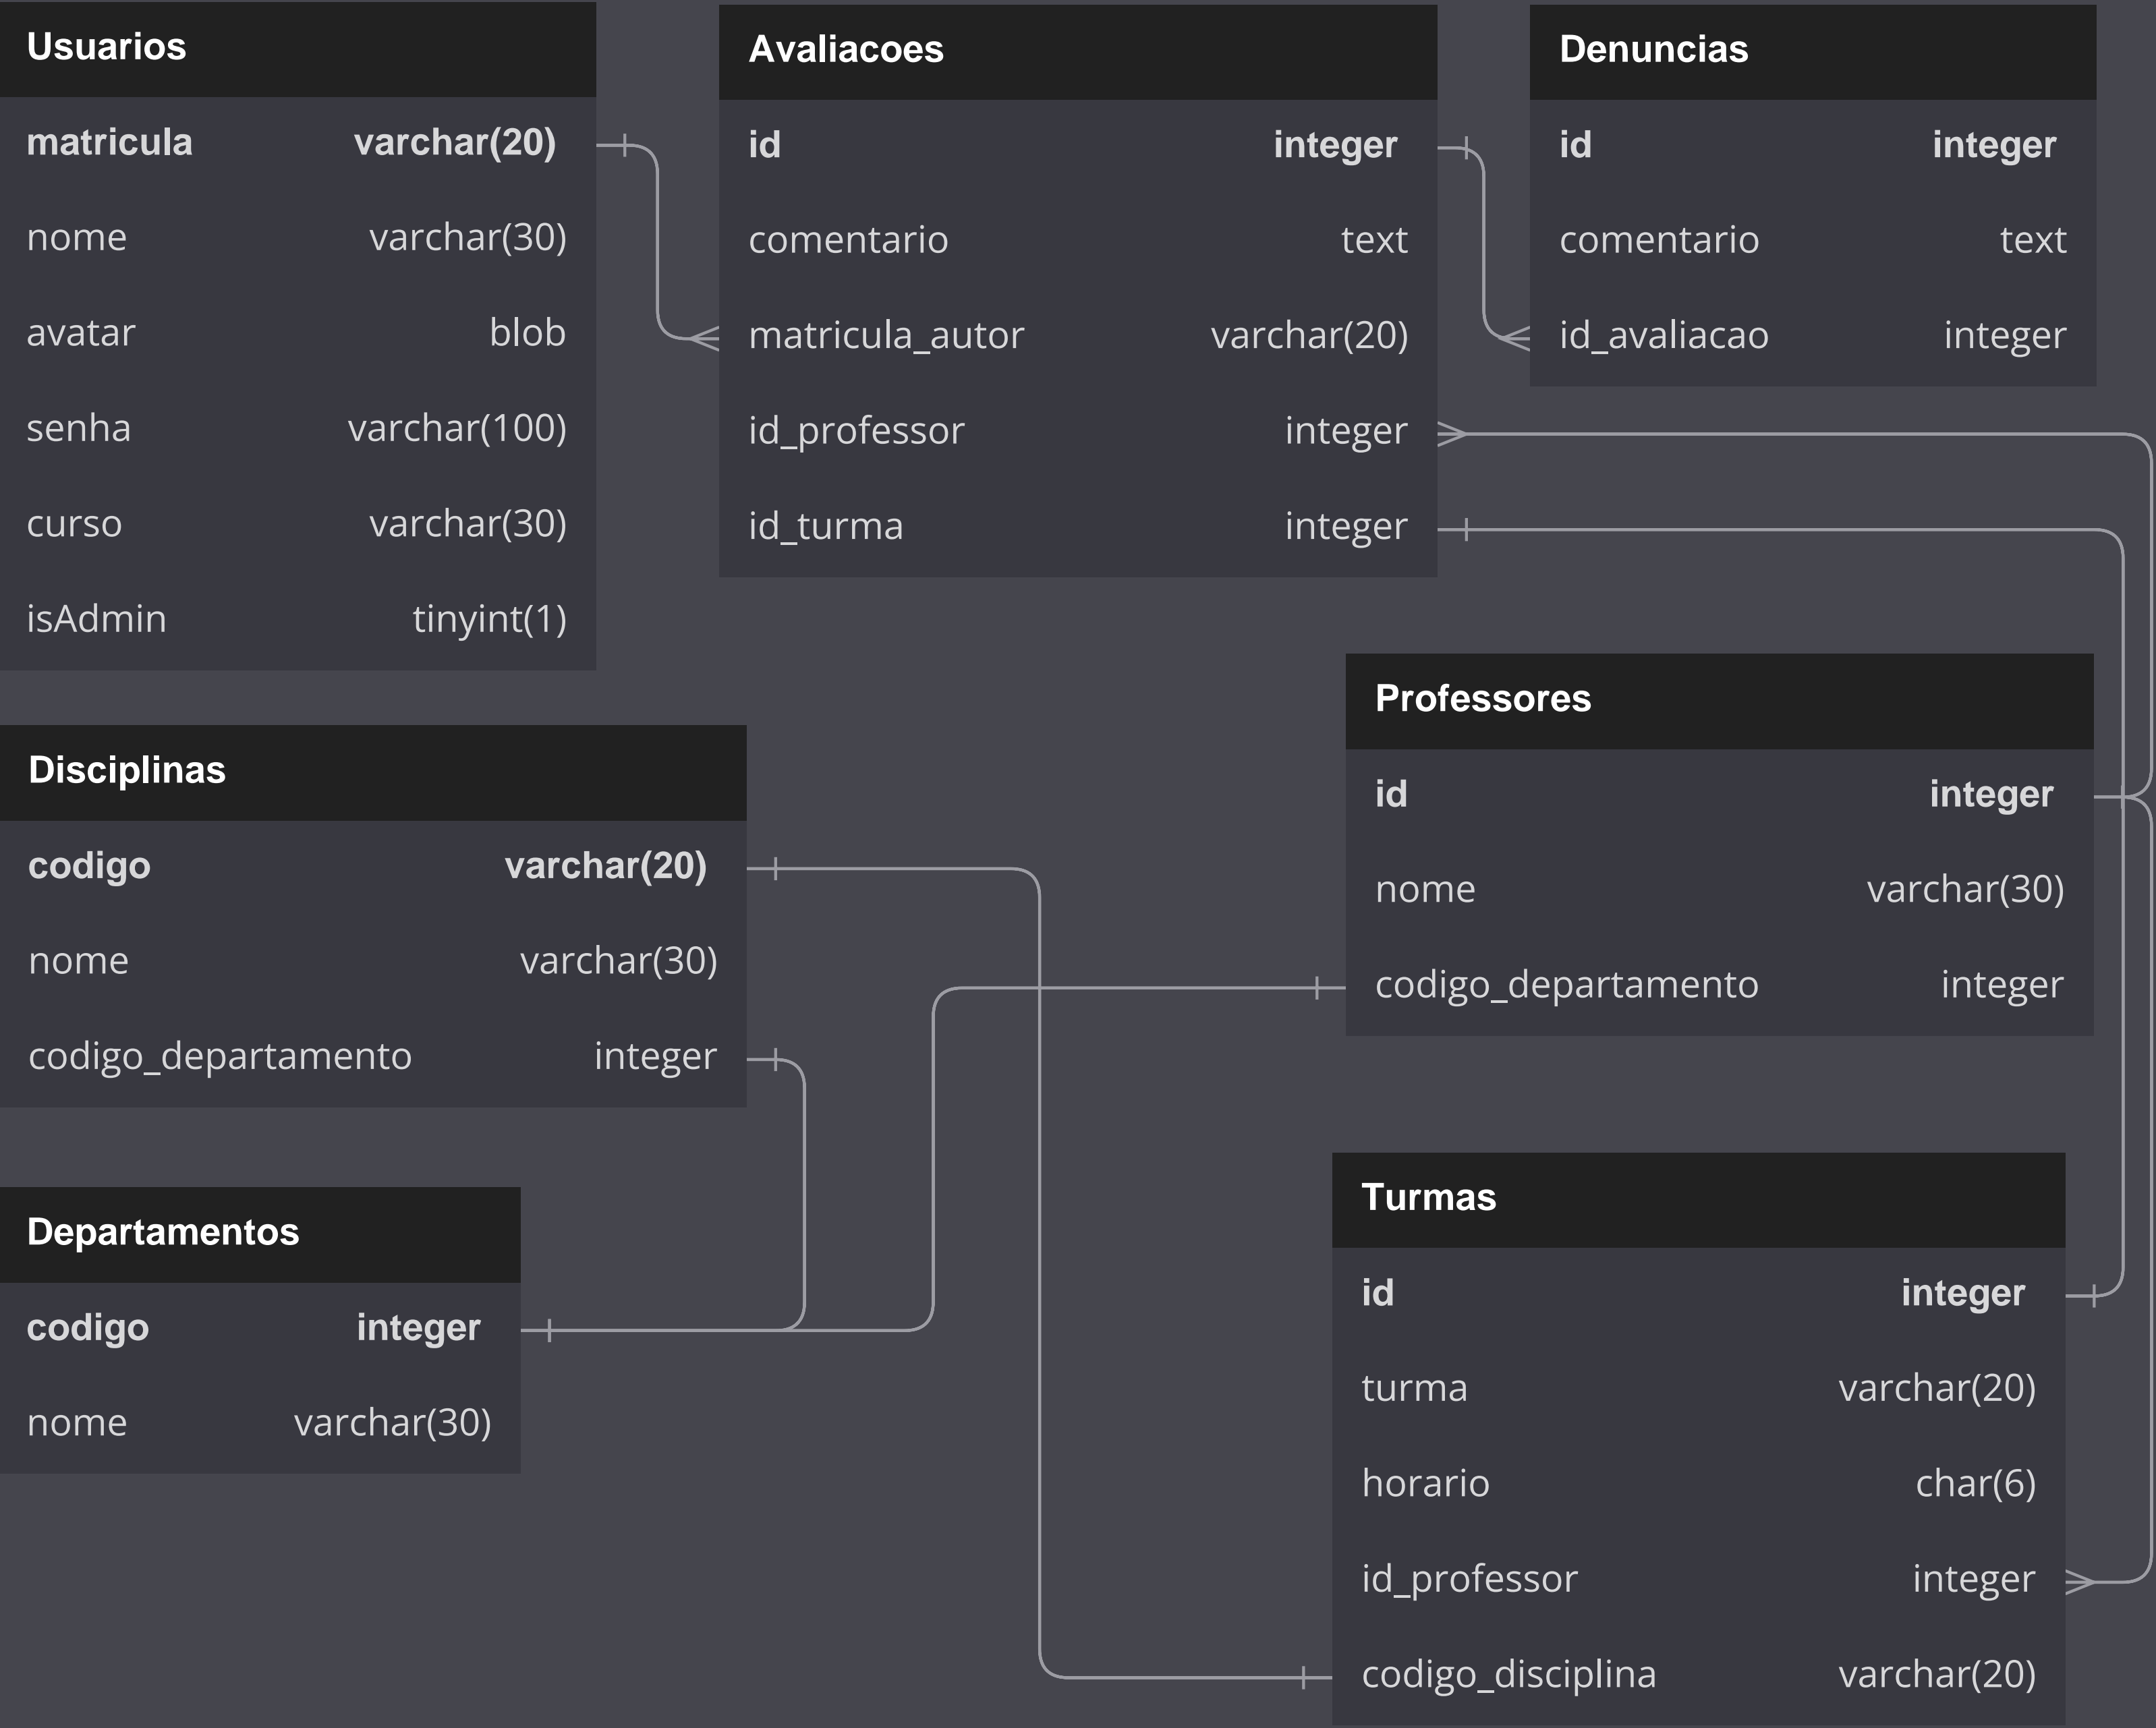 Usuarios
matricula varchar(20)
nome varchar(30)
avatar blob
senha varchar(100)
curso varchar(30)
isAdmin tinyint(1)
Avaliacoes
id integer
comentario text
matricula_autor varchar(20)
id_professor integer
id_turma integer
Denuncias
id integer
comentario text
id_avaliacao integer
Professores
id integer
nome varchar(30)
codigo_departamento integer
Disciplinas
codigo varchar(20)
nome varchar(30)
codigo_departamento integer
Departamentos
codigo integer
nome varchar(30)
Turmas
id integer
turma varchar(20)
horario char(6)
id_professor integer
codigo_disciplina varchar(20)